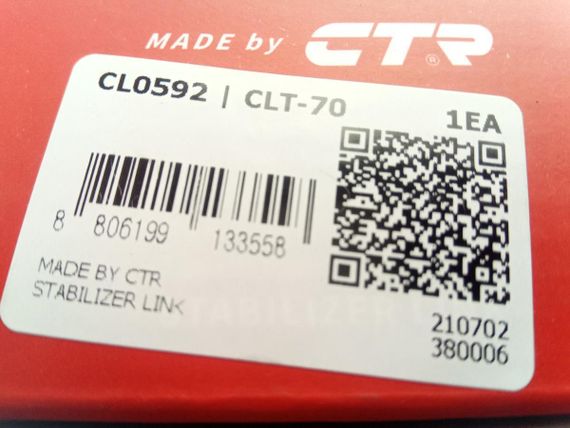 MADE by CTR®
CL0592 | CLT-70
1EA
8 806199 133558
MADE BY CTR
STABILIZER LINK
210702
380006